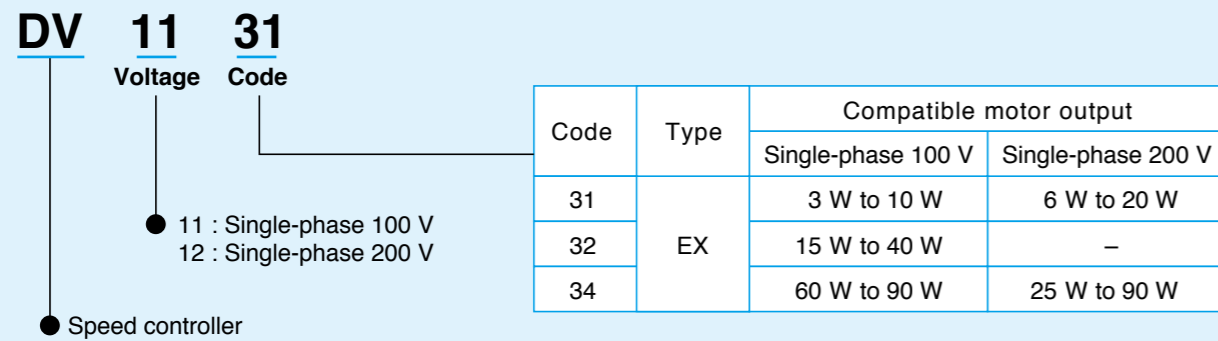 DV 11 31
Voltage Code
Code Type Compatible motor output
Single-phase 100 V Single-phase 200 V
31 EX 3 W to 10 W 6 W to 20 W
32 15 W to 40 W –
34 60 W to 90 W 25 W to 90 W
11 : Single-phase 100 V
12 : Single-phase 200 V
Speed controller